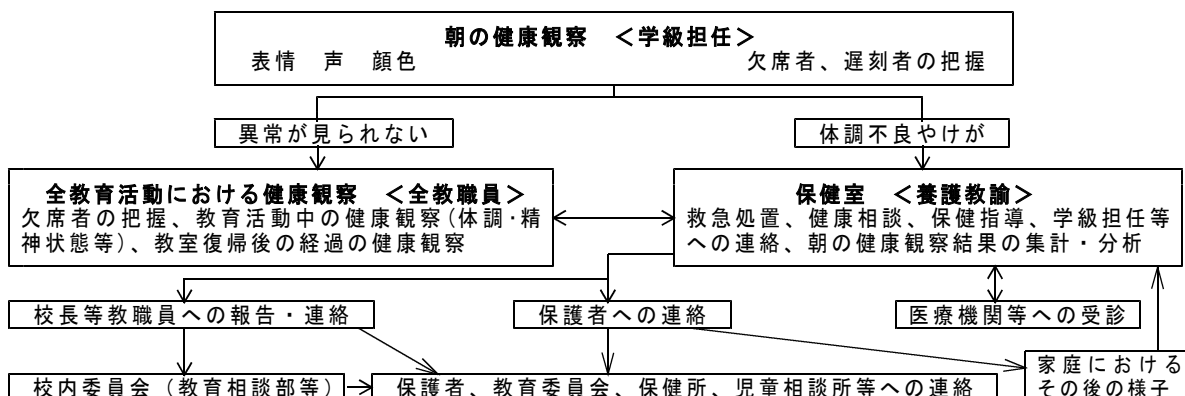 朝の健康観察 ＜学級担任＞
表情 声 顔色 欠席者、遅刻者の把握
異常が見られない
体調不良やけが
全教育活動における健康観察 ＜全教職員＞
欠席者の把握、教育活動中の健康観察(体調･精
神状態等)、教室復帰後の経過の健康観察
保健室 ＜養護教諭＞
救急処置、健康相談、保健指導、学級担任等
への連絡、朝の健康観察結果の集計・分析
校長等教職員への報告・連絡
保護者への連絡
医療機関等への受診
家庭における
その後の様子
校内委員会（教育相談部等）
保護者、教育委員会、保健所、児童相談所等への連絡